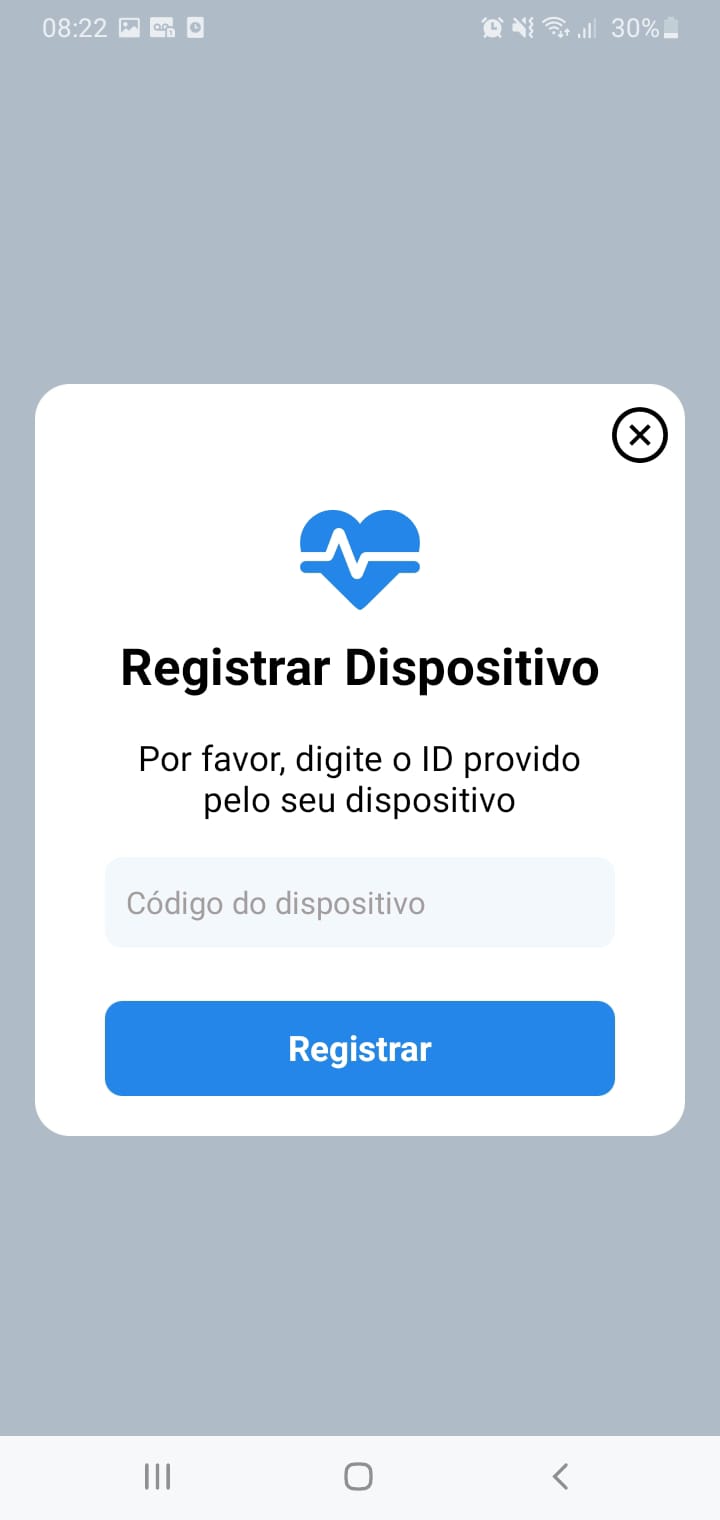 08:22 30%
Registrar Dispositivo
Por favor, digite o ID provido
pelo seu dispositivo
Código do dispositivo
Registrar